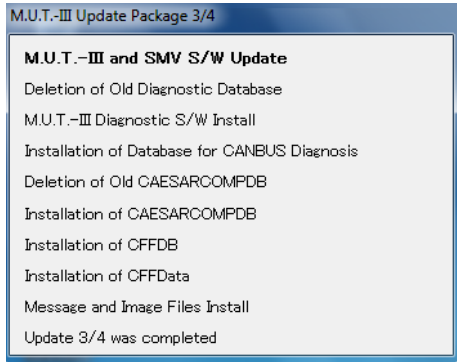 M.U.T.-III Update Package 3/4
M.U.T.-III and SMV S/W Update
Deletion of Old Diagnostic Database
M.U.T.-III Diagnostic S/W Install
Installation of Database for CANBUS Diagnosis
Deletion of Old CAESARCOMPDB
Installation of CAESARCOMPDB
Installation of CFFDB
Installation of CFFData
Message and Image Files Install
Update 3/4 was completed